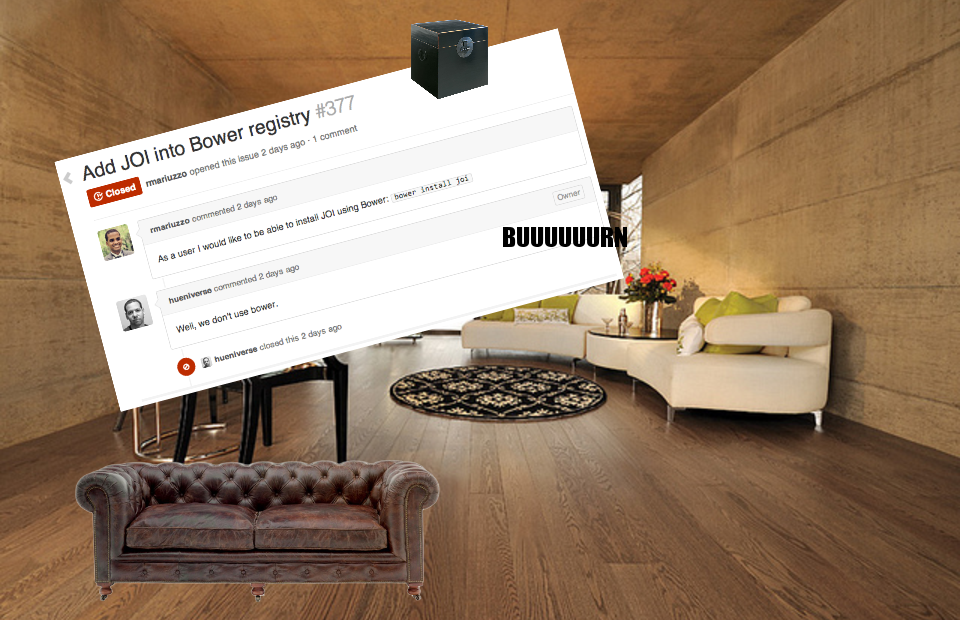 Add JOI into Bower registry #377
Closed rmariuzzo opened this issue 2 days ago · 1 comment
rmariuzzo commented 2 days ago
As a user I would like to be able to install JOI using Bower: bower install joi
Owner
hueniverse commented 2 days ago
Well, we don't use bower.
hueniverse closed this 2 days ago
BUUUUUURN